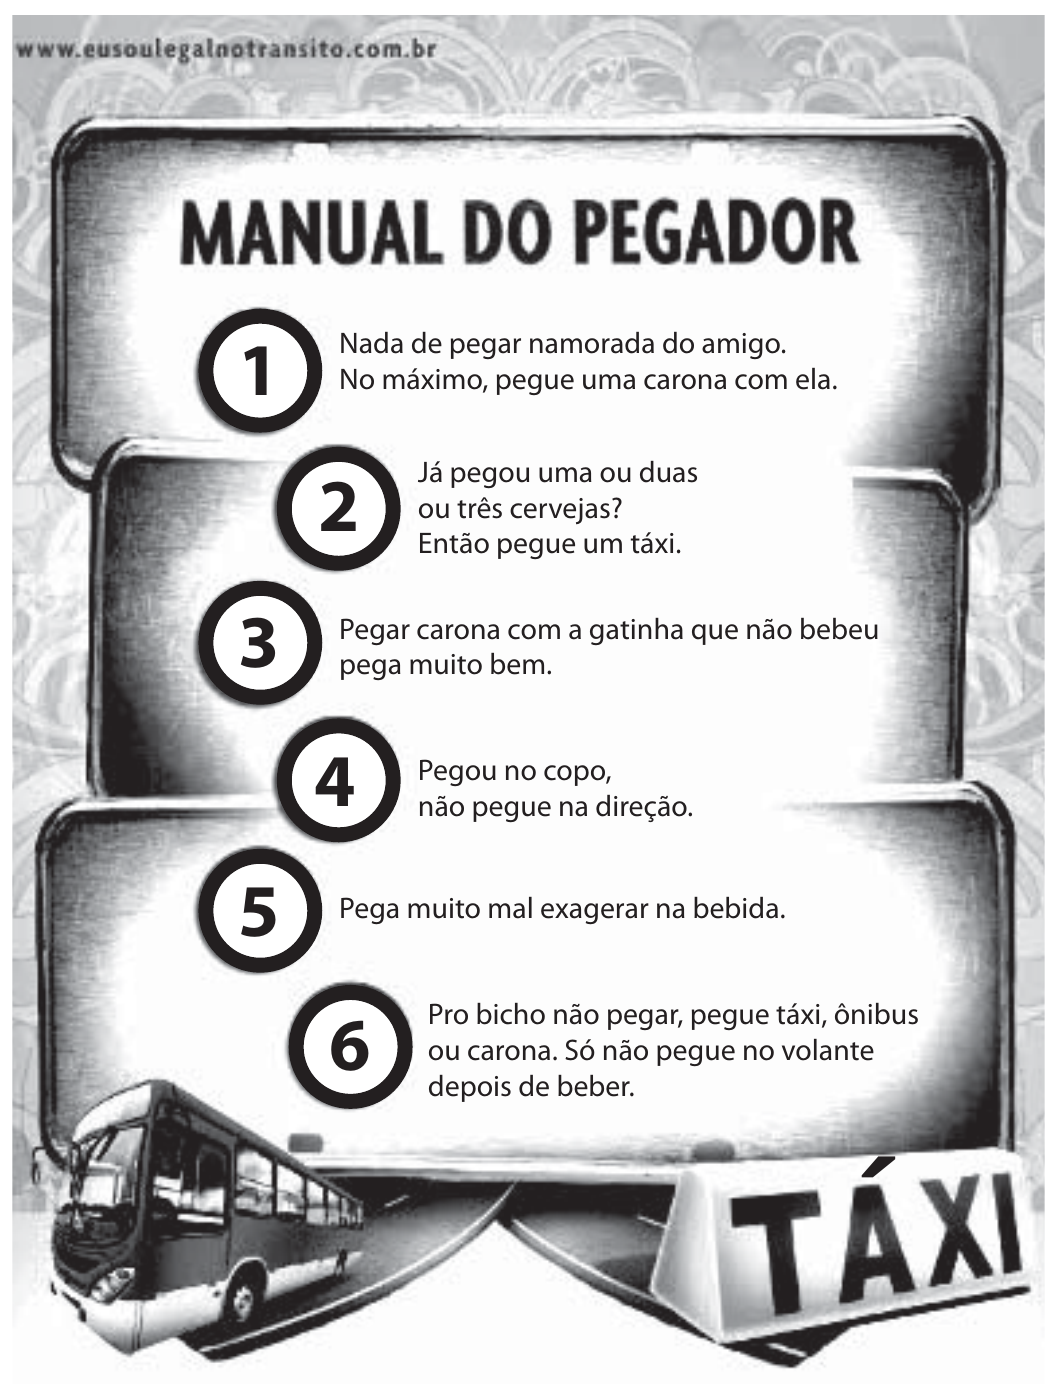 www.eusoulegalnotransito.com.br
MANUAL DO PEGADOR
1
Nada de pegar namorada do amigo.
No máximo, pegue uma carona com ela.
2
Já pegou uma ou duas
ou três cervejas?
Então pegue um táxi.
3
Pegar carona com a gatinha que não bebeu
pega muito bem.
4
Pegou no copo,
não pegue na direção.
5
Pega muito mal exagerar na bebida.
6
Pro bicho não pegar, pegue táxi, ônibus
ou carona. Só não pegue no volante
depois de beber.
TÁXI